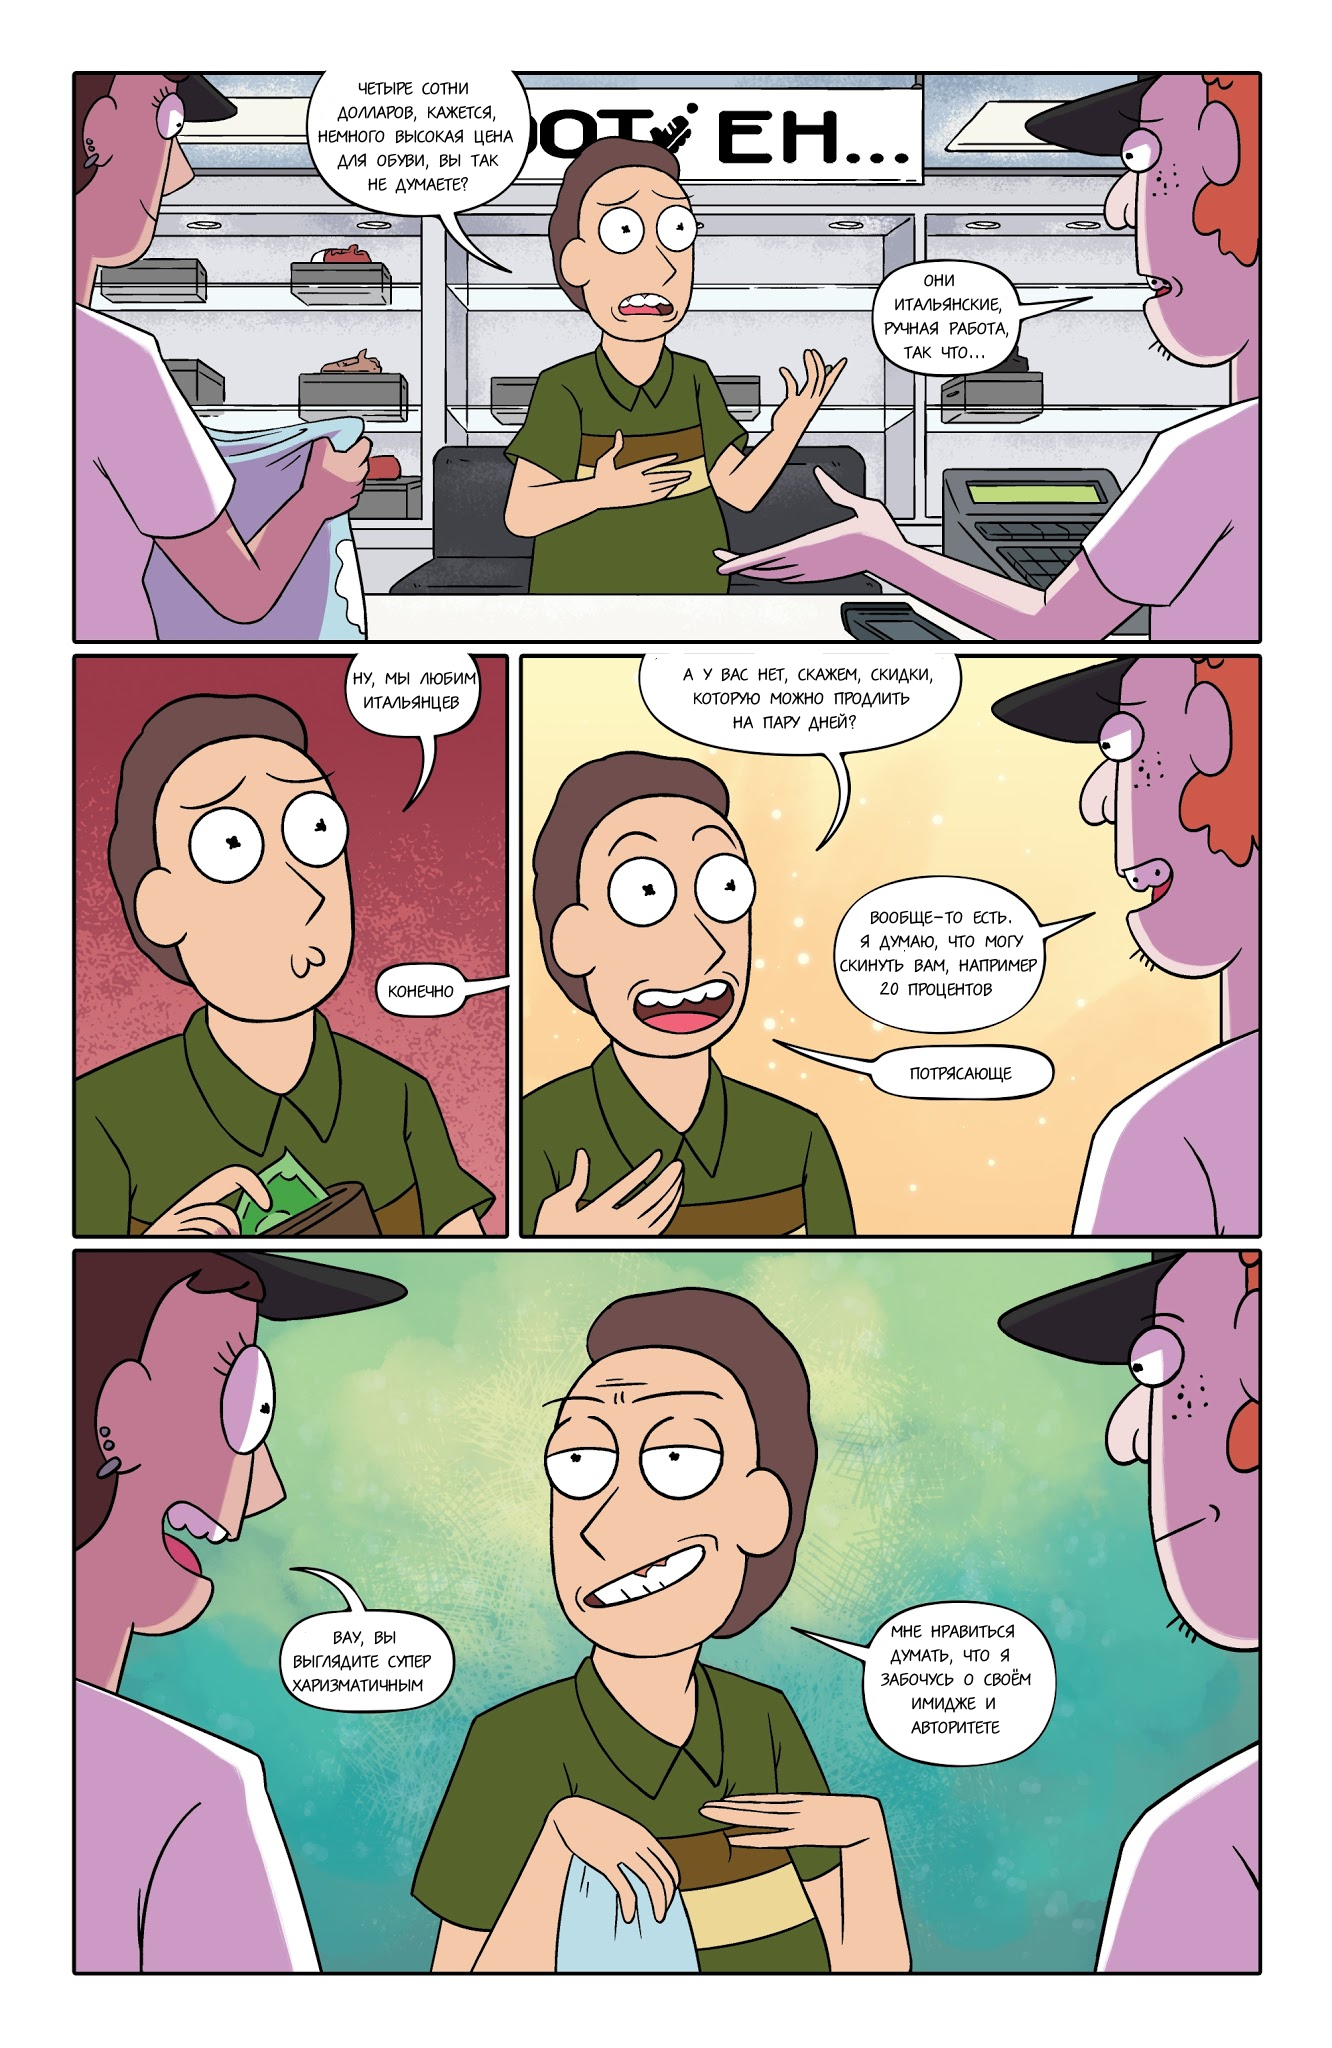 ЧЕТЫРЕ СОТНИ
ДОЛЛАРОВ, КАЖЕТСЯ,
НЕМНОГО ВЫСОКАЯ ЦЕНА
ДЛЯ ОБУВИ, ВЫ ТАК
НЕ ДУМАЕТЕ?
OOT EH...
ОНИ
ИТАЛЬЯНСКИЕ,
РУЧНАЯ РАБОТА,
ТАК ЧТО...
НУ, МЫ ЛЮБИМ
ИТАЛЬЯНЦЕВ
КОНЕЧНО
А У ВАС НЕТ, СКАЖЕМ, СКИДКИ,
КОТОРУЮ МОЖНО ПРОДЛИТЬ
НА ПАРУ ДНЕЙ?
ВООБЩЕ-ТО ЕСТЬ.
Я ДУМАЮ, ЧТО МОГУ
СКИНУТЬ ВАМ, НАПРИМЕР
20 ПРОЦЕНТОВ
ПОТРЯСАЮЩЕ
ВАУ, ВЫ
ВЫГЛЯДИТЕ СУПЕР
ХАРИЗМАТИЧНЫМ
МНЕ НРАВИТЬСЯ
ДУМАТЬ, ЧТО Я
ЗАБОЧУСЬ О СВОЁМ
ИМИДЖЕ И
АВТОРИТЕТЕ